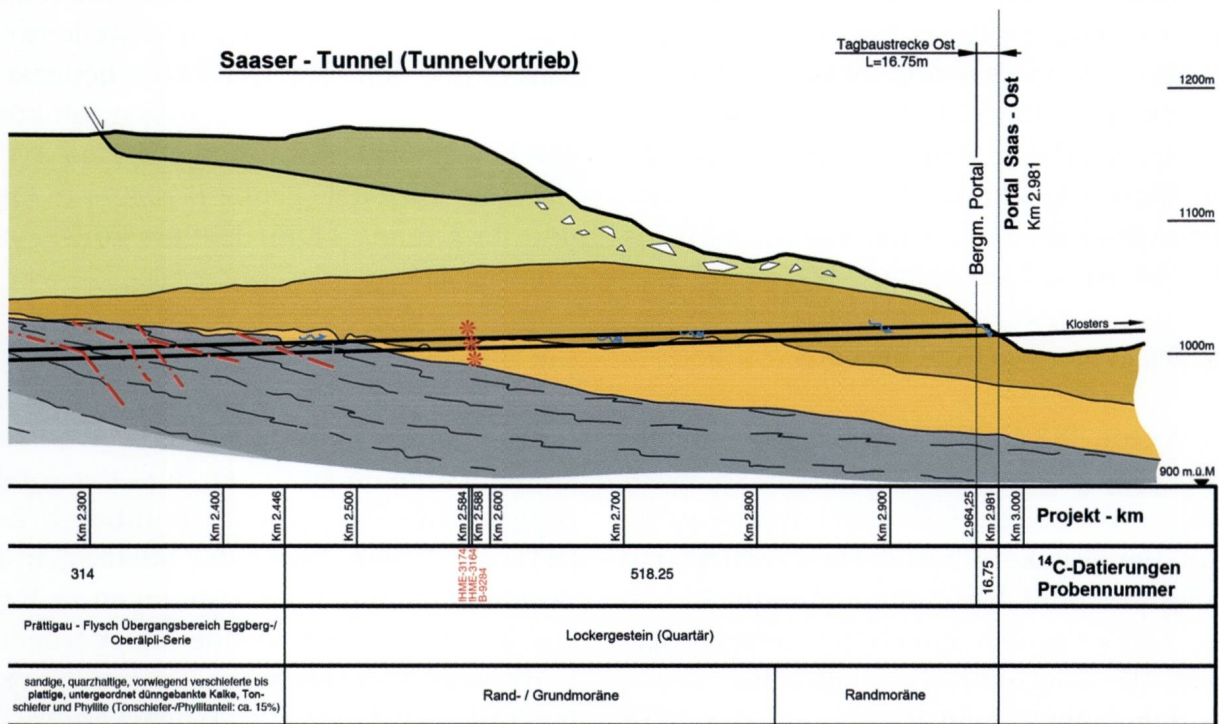 Saaser - Tunnel (Tunnelvortrieb)
Tagbaustrecke Ost
L=16.75m
Bergm. Portal
Portal Saas - Ost
Km 2.981
1200m
1100m
Klosters
1000m
900 m.ü.M
Km 2.300
Km 2.400
Km 2.446
Km 2.500
Km 2.584
Km 2.588
Km 2.600
Km 2.700
Km 2.800
Km 2.900
2.964,25
Km 2.981
Km 3.000
Projekt - km
314
IHME-3174
IHME-3164
B-9284
518.25
16.75
¹⁴C-Datierungen
Probennummer
Prättigau - Flysch Übergangsbereich Eggberg-/
Oberälpli-Serie
Lockergestein (Quartär)
sandige, quarzhaltige, vorwiegend verschieferte bis
plattige, untergeordnet dünngebankte Kalke, Ton-
schiefer und Phyllite (Tonschiefer-/Phyllitanteil: ca. 15%)
Rand- / Grundmoräne
Randmoräne